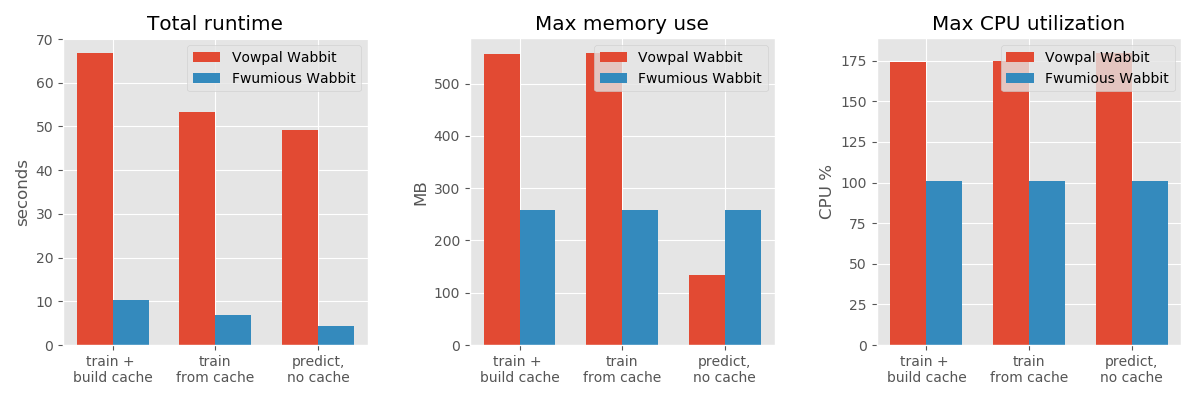 Total runtime
70
60
50
40
30
20
10
0
seconds
Vowpal Wabbit
Fwumious Wabbit
train +
build cache
train
from cache
predict,
no cache
Max memory use
500
400
300
200
100
0
MB
Vowpal Wabbit
Fwumious Wabbit
train +
build cache
train
from cache
predict,
no cache
Max CPU utilization
175
150
125
100
75
50
25
0
CPU %
Vowpal Wabbit
Fwumious Wabbit
train +
build cache
train
from cache
predict,
no cache